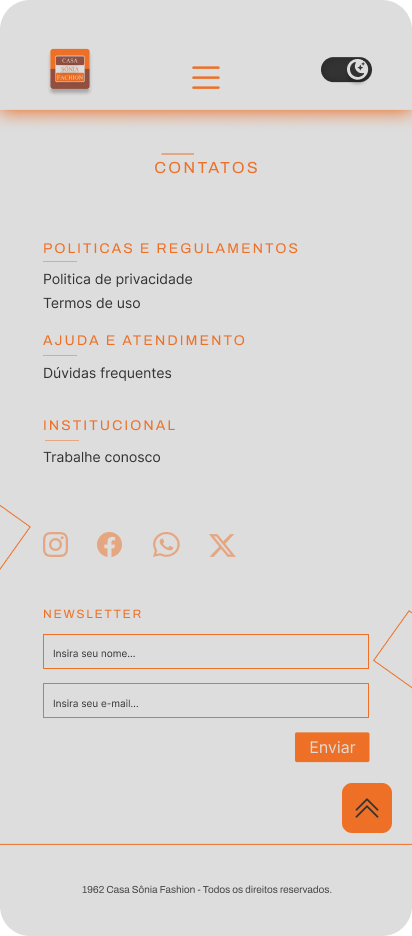 CASA
SÔNIA
FACHION
CONTATOS
POLITICAS E REGULAMENTOS
Politica de privacidade
Termos de uso
AJUDA E ATENDIMENTO
Dúvidas frequentes
INSTITUCIONAL
Trabalhe conosco
NEWSLETTER
Insira seu nome...
Insira seu e-mail...
Enviar
1962 Casa Sônia Fashion - Todos os direitos reservados.